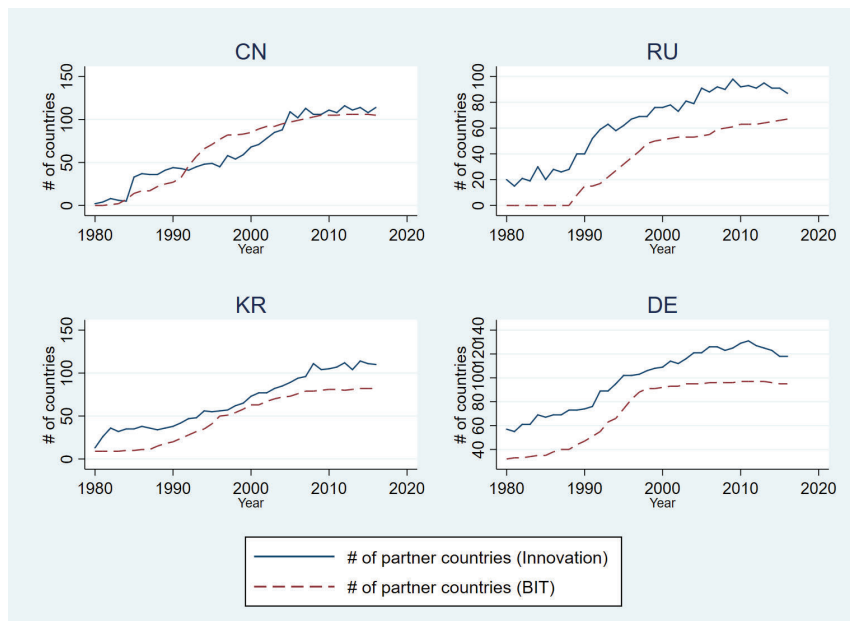 CN
# of countries
0 50 100 150
1980 1990 2000 2010 2020
Year
RU
# of countries
0 20 40 60 80 100
1980 1990 2000 2010 2020
Year
KR
# of countries
0 50 100 150
1980 1990 2000 2010 2020
Year
DE
# of countries
40 60 80 100 120 140
1980 1990 2000 2010 2020
Year
# of partner countries (Innovation)
# of partner countries (BIT)